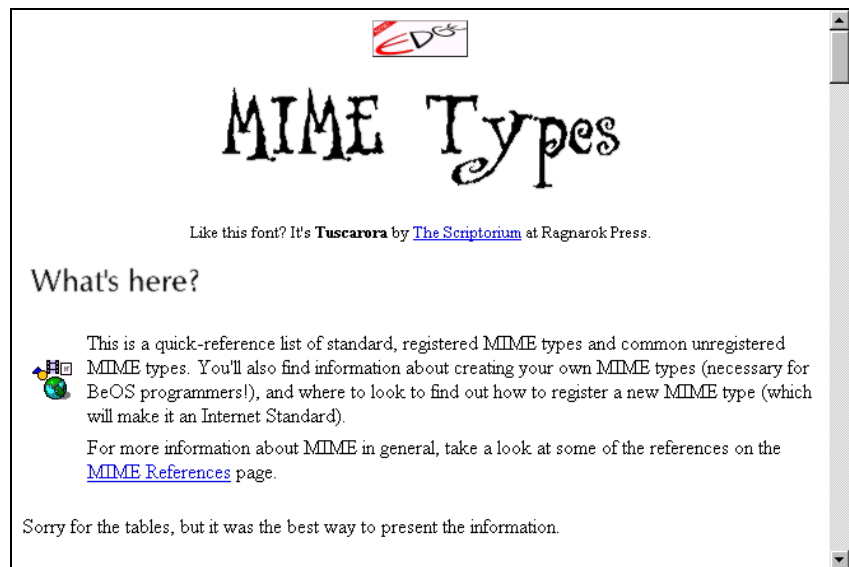 EDGE
MIME Types
Like this font? It's Tuscarora by The Scriptorium at Ragnarok Press.
What's here?
This is a quick-reference list of standard, registered MIME types and common unregistered
MIME types. You'll also find information about creating your own MIME types (necessary for
BeOS programmers!), and where to look to find out how to register a new MIME type (which
will make it an Internet Standard).
For more information about MIME in general, take a look at some of the references on the
MIME References page.
Sorry for the tables, but it was the best way to present the information.